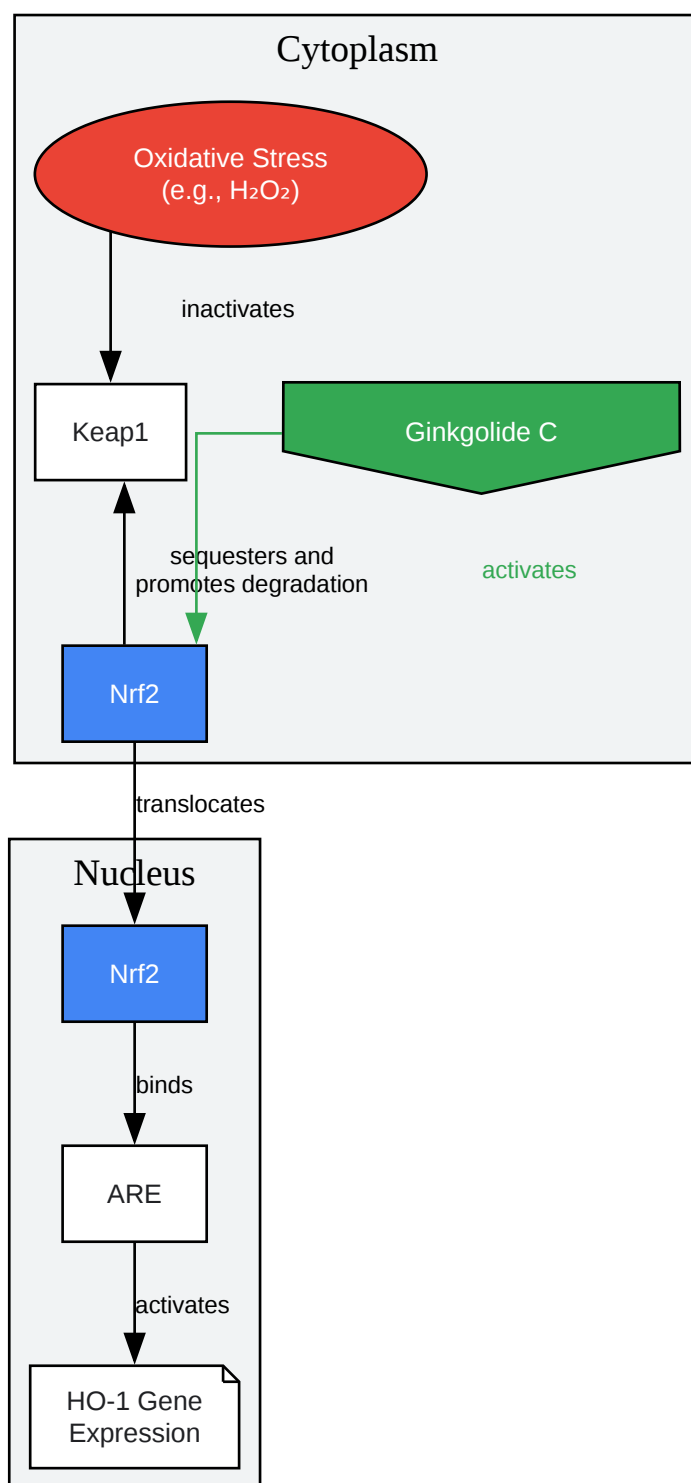 Cytoplasm
Oxidative Stress
(e.g., H₂O₂)
inactivates
Keap1
Ginkgolide C
sequesters and
promotes degradation
activates
Nrf2
translocates
Nucleus
Nrf2
binds
ARE
activates
HO-1 Gene
Expression